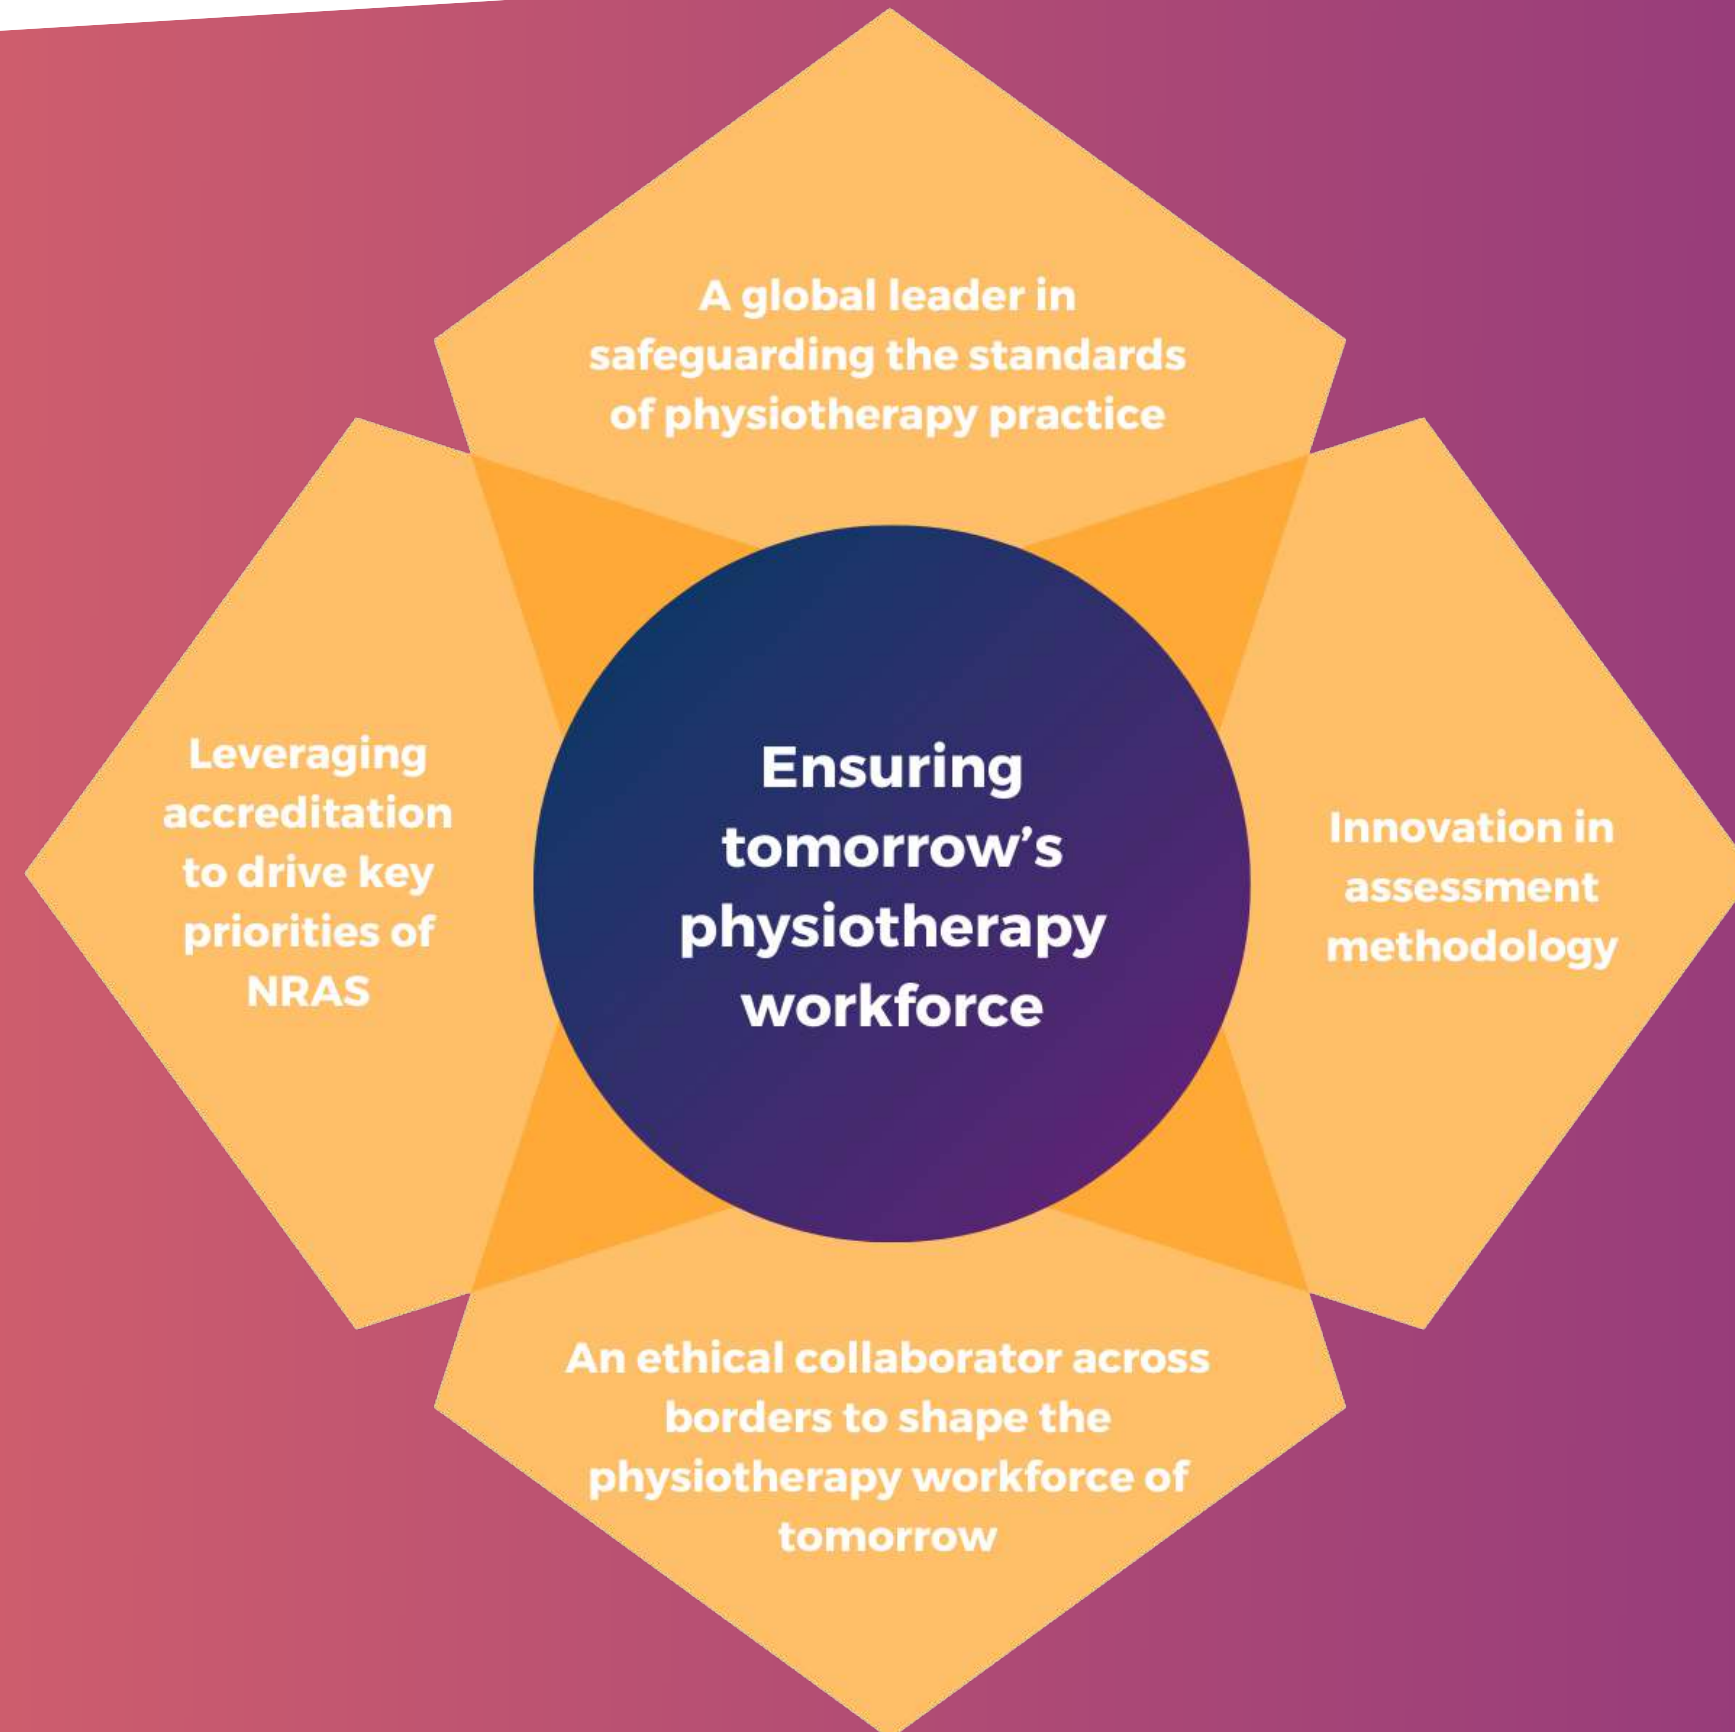 A global leader in
safeguarding the standards
of physiotherapy practice
Leveraging
accreditation
to drive key
priorities of
NRAS
Ensuring
tomorrow’s
physiotherapy
workforce
Innovation in
assessment
methodology
An ethical collaborator across
borders to shape the
physiotherapy workforce of
tomorrow